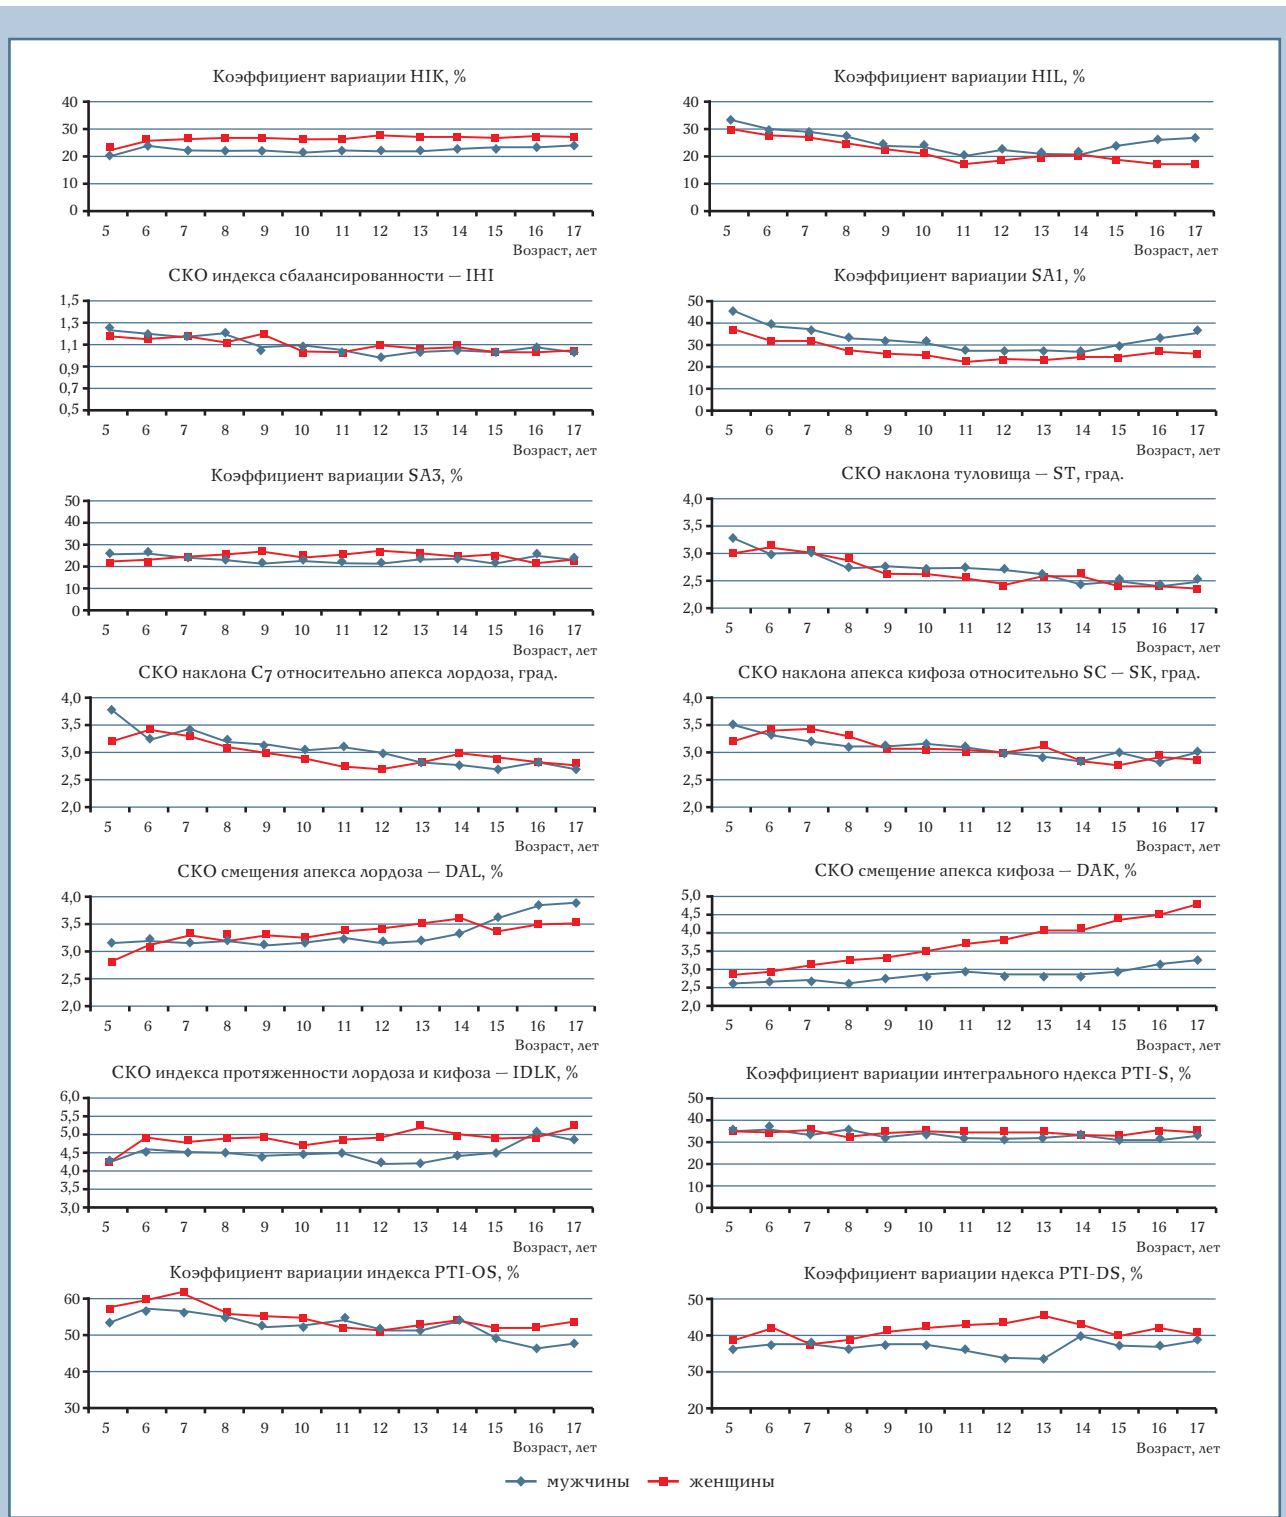 Коэффициент вариации HIK, %
40
30
20
10
0
5 6 7 8 9 10 11 12 13 14 15 16 17
Возраст, лет
Коэффициент вариации HIL, %
40
30
20
10
0
5 6 7 8 9 10 11 12 13 14 15 16 17
Возраст, лет
СКО индекса сбалансированности – IHI
1,5
1,3
1,1
0,9
0,7
0,5
5 6 7 8 9 10 11 12 13 14 15 16 17
Возраст, лет
Коэффициент вариации SA1, %
50
40
30
20
10
0
5 6 7 8 9 10 11 12 13 14 15 16 17
Возраст, лет
Коэффициент вариации SA3, %
50
40
30
20
10
0
5 6 7 8 9 10 11 12 13 14 15 16 17
Возраст, лет
СКО наклона туловища – ST, град.
4,0
3,5
3,0
2,5
2,0
5 6 7 8 9 10 11 12 13 14 15 16 17
Возраст, лет
СКО наклона C7 относительно апекса лордоза, град.
4,0
3,5
3,0
2,5
2,0
5 6 7 8 9 10 11 12 13 14 15 16 17
Возраст, лет
СКО наклона апекса кифоза относительно SC – SK, град.
4,0
3,5
3,0
2,5
2,0
5 6 7 8 9 10 11 12 13 14 15 16 17
Возраст, лет
СКО смещения апекса лордоза – DAL, %
4,0
3,5
3,0
2,5
2,0
5 6 7 8 9 10 11 12 13 14 15 16 17
Возраст, лет
СКО смещение апекса кифоза – DAK, %
5,0
4,5
4,0
3,5
3,0
2,5
2,0
5 6 7 8 9 10 11 12 13 14 15 16 17
Возраст, лет
СКО индекса протяженности лордоза и кифоза – IDLK, %
6,0
5,5
5,0
4,5
4,0
3,5
3,0
5 6 7 8 9 10 11 12 13 14 15 16 17
Возраст, лет
Коэффициент вариации интегрального ндекса PTI-S, %
50
40
30
20
10
0
5 6 7 8 9 10 11 12 13 14 15 16 17
Возраст, лет
Коэффициент вариации индекса PTI-OS, %
60
50
40
30
5 6 7 8 9 10 11 12 13 14 15 16 17
Возраст, лет
Коэффициент вариации ндекса PTI-DS, %
50
40
30
20
5 6 7 8 9 10 11 12 13 14 15 16 17
Возраст, лет
мужчины женщины